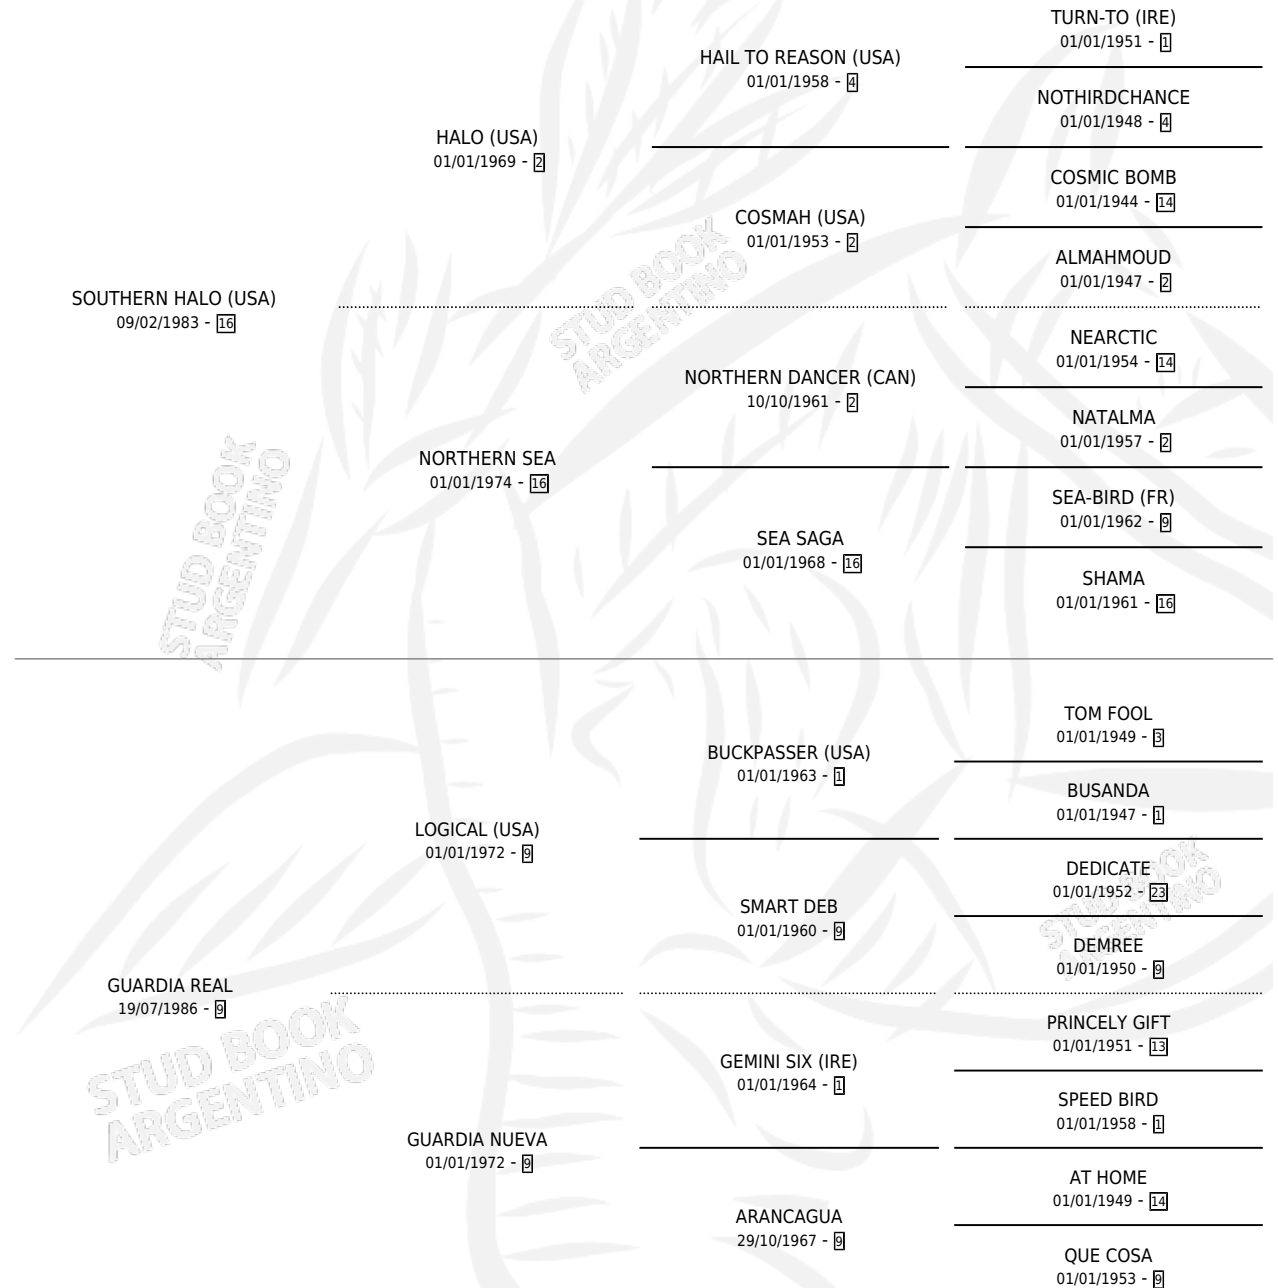 TURN-TO (IRE)
01/01/1951 - 1
HAIL TO REASON (USA)
01/01/1958 - 4
NOTHIRDCHANCE
01/01/1948 - 4
HALO (USA)
01/01/1969 - 2
COSMIC BOMB
01/01/1944 - 14
COSMAH (USA)
01/01/1953 - 2
ALMAHMOUD
01/01/1947 - 2
SOUTHERN HALO (USA)
09/02/1983 - 16
NEARCTIC
01/01/1954 - 14
NORTHERN DANCER (CAN)
10/10/1961 - 2
NATALMA
01/01/1957 - 2
NORTHERN SEA
01/01/1974 - 16
SEA-BIRD (FR)
01/01/1962 - 9
SEA SAGA
01/01/1968 - 16
SHAMA
01/01/1961 - 16
TOM FOOL
01/01/1949 - 3
BUCKPASSER (USA)
01/01/1963 - 1
BUSANDA
01/01/1947 - 1
LOGICAL (USA)
01/01/1972 - 9
DEDICATE
01/01/1952 - 23
SMART DEB
01/01/1960 - 9
DEMREE
01/01/1950 - 9
GUARDIA REAL
19/07/1986 - 9
PRINCELY GIFT
01/01/1951 - 13
GEMINI SIX (IRE)
01/01/1964 - 1
SPEED BIRD
01/01/1958 - 1
GUARDIA NUEVA
01/01/1972 - 9
AT HOME
01/01/1949 - 14
ARANCAGUA
29/10/1967 - 9
QUE COSA
01/01/1953 - 9
STUD BOOK
ARGENTINO
STUD BOOK
ARGENTINO
STUD BOOK
ARGENTINO
STUD BOOK
ARGENTINO